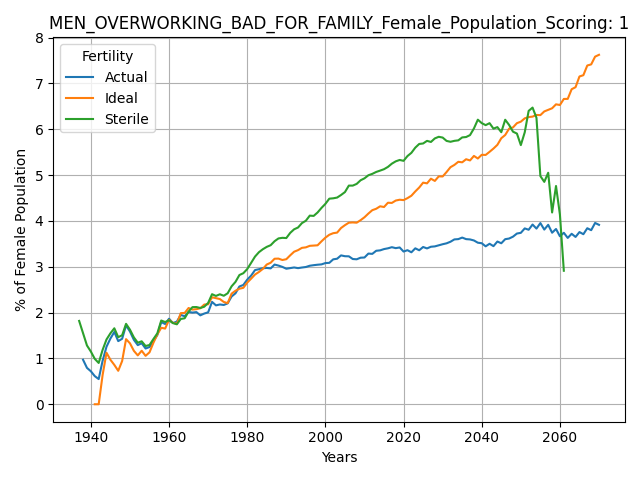 MEN_OVERWORKING_BAD_FOR_FAMILY_Female_Population_Scoring: 1
Fertility
Actual
Ideal
Sterile
% of Female Population
8
7
6
5
4
3
2
1
0
1940 1960 1980 2000 2020 2040 2060
Years